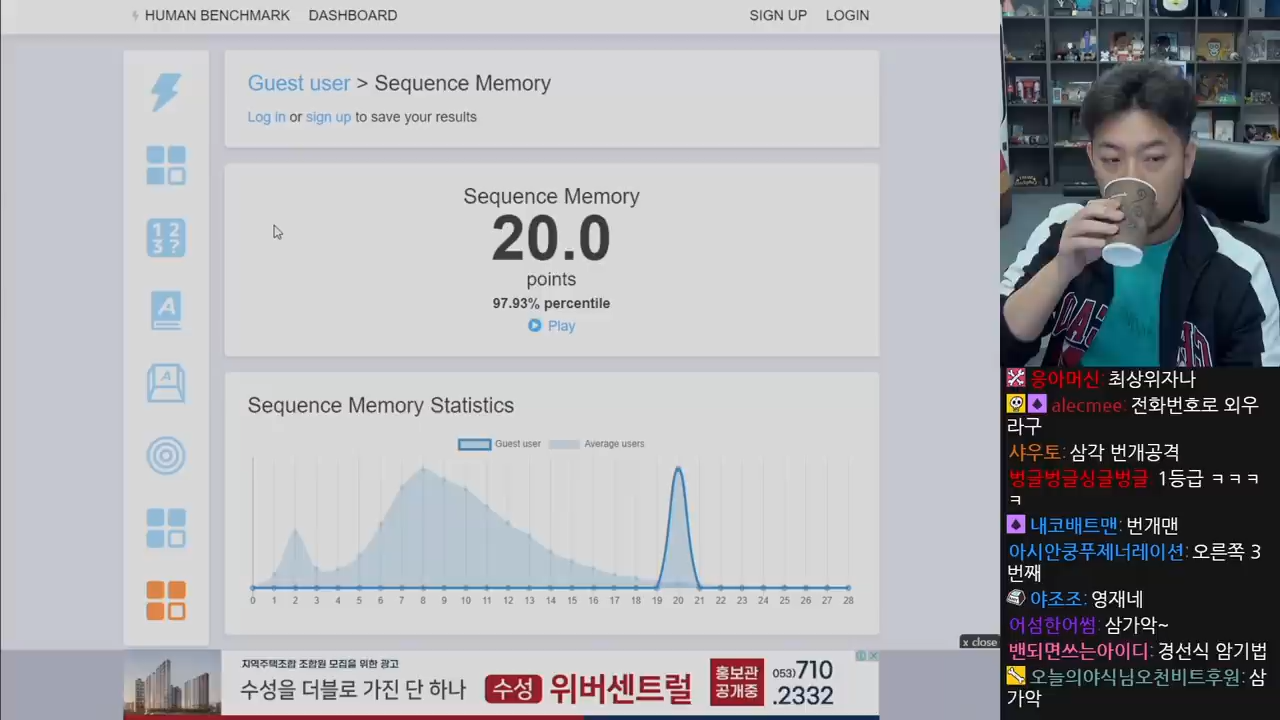 HUMAN BENCHMARK DASHBOARD SIGN UP LOGIN
Guest user > Sequence Memory
Log in or sign up to save your results
Sequence Memory
20.0
points
97.93% percentile
Play
Sequence Memory Statistics
Guest user Average users
0 1 2 3 4 5 6 7 8 9 10 11 12 13 14 15 16 17 18 19 20 21 22 23 24 25 26 27 28
1 2
3 ?
A
A
x close
지역주택조합 조합원 모집을 위한 광고
수성을 더블로 가진 단 하나
수성 위버센트럴
홍보관
공개중
053) 710
.2332
응아머신: 최상위자나
alecmee: 전화번호로 외우
라구
샤우토: 삼각 번개공격
벙글벙글싱글벙글: 1등급 ㅋㅋㅋ
ㅋ
내코배트맨: 번개맨
아시안쿵푸제너레이션: 오른쪽 3
번째
야조조: 영재네
어섬한어썸: 삼가악~
밴되면쓰는아이디: 경선식 암기법
오늘의야식님오천비트후원: 삼
가악